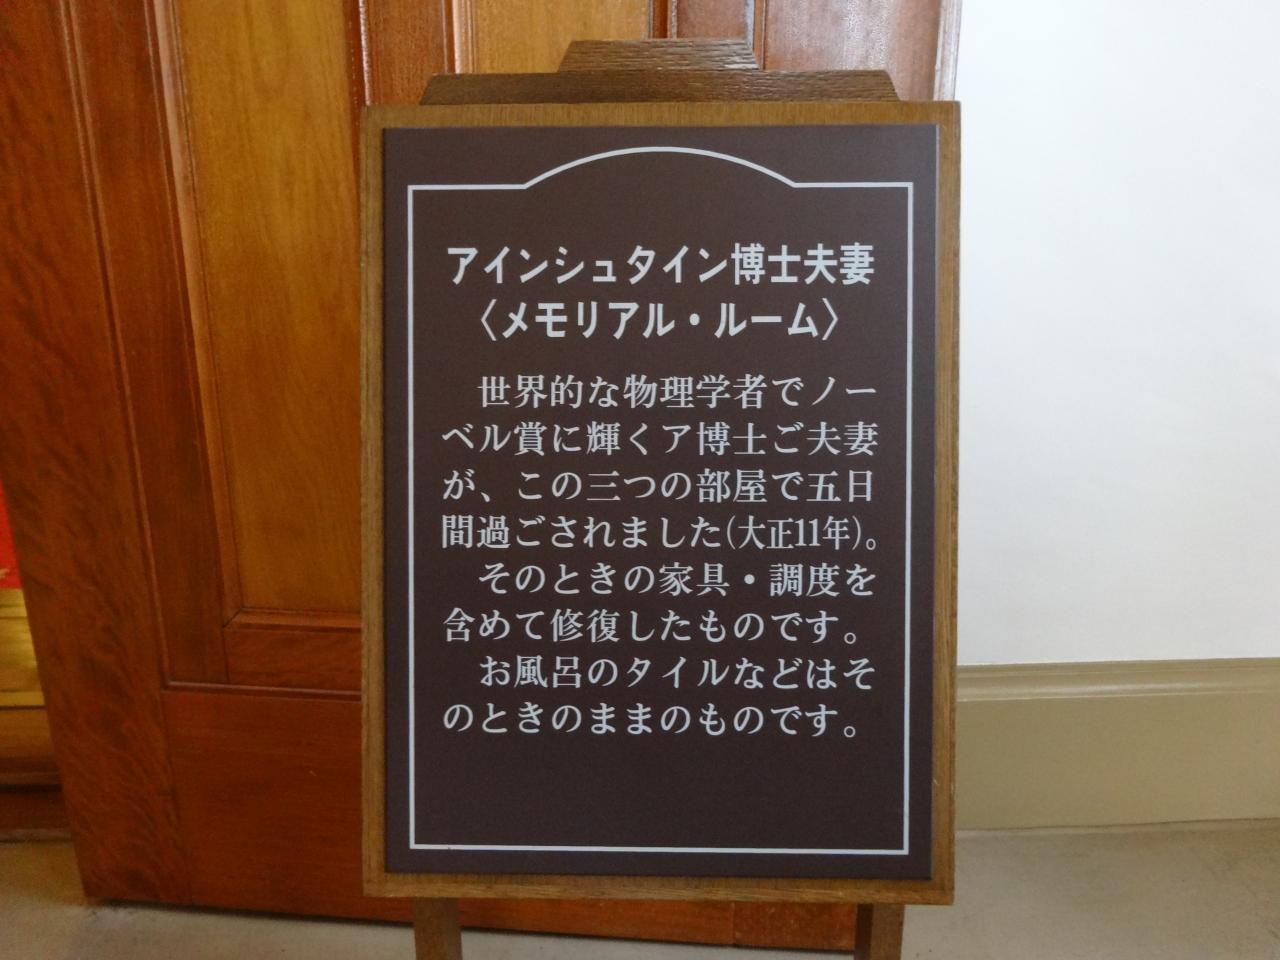 アインシュタイン博士夫妻
〈メモリアル・ルーム〉
世界的な物理学者でノー
ベル賞に輝くア博士ご夫妻
が、この三つの部屋で五日
間過ごされました(大正11年)。
そのときの家具・調度を
含めて修復したものです。
お風呂のタイルなどはそ
のときのままのものです。